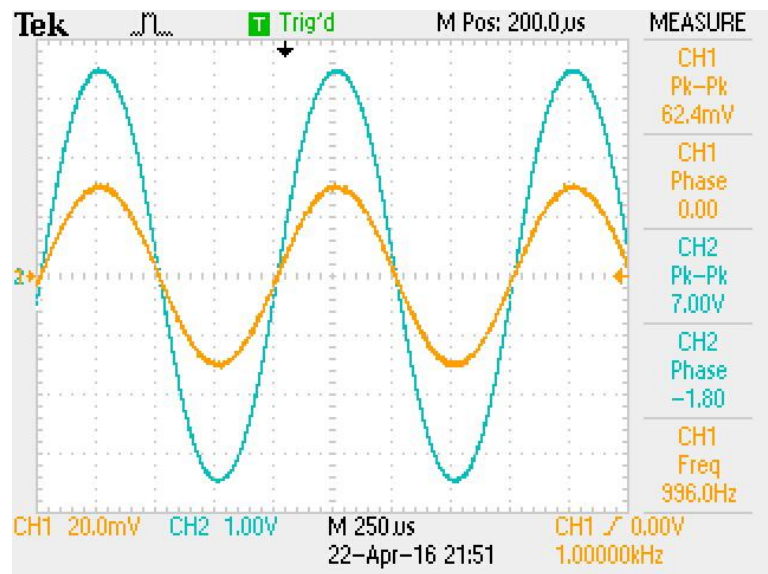 Tek T Trig'd M Pos: 200.0µs MEASURE
CH1
Pk-Pk
62.4mV
CH1
Phase
0.00
CH2
Pk-Pk
7.00V
CH2
Phase
-1.80
CH1
Freq
996.0Hz
2
CH1 20.0mV CH2 1.00V M 250µs CH1 0.00V
22-Apr-16 21:51 1.00000kHz